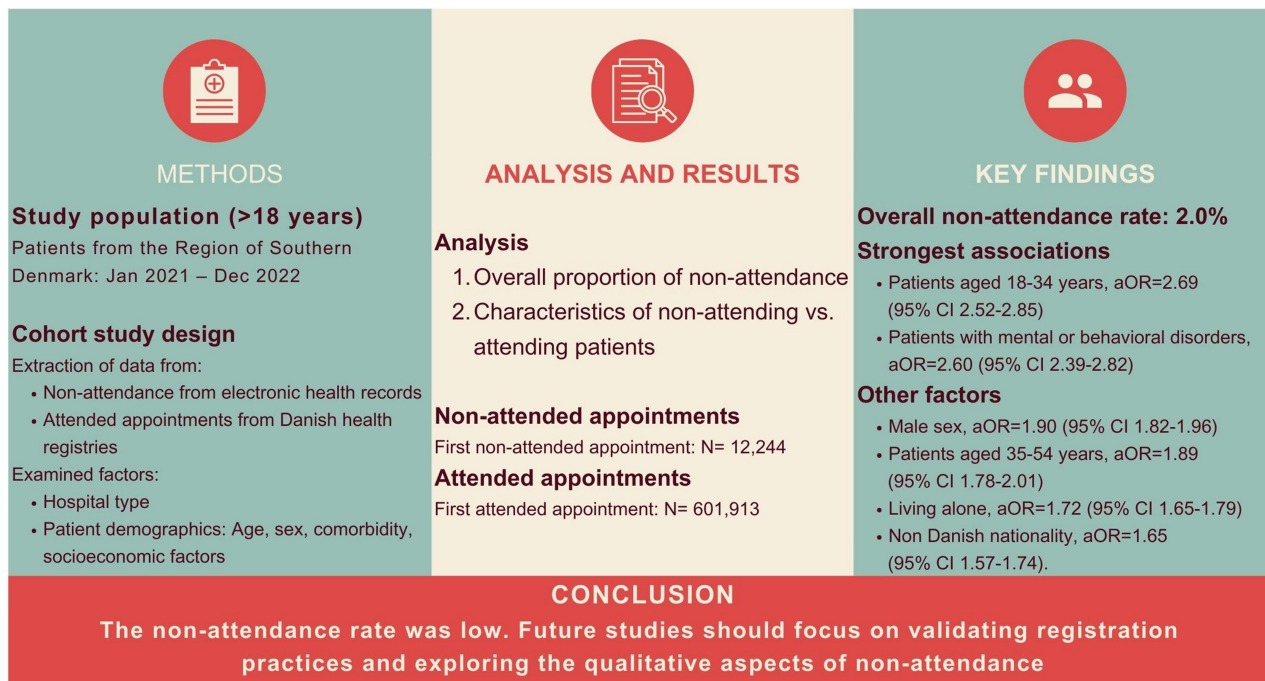 METHODS
Study population (>18 years)
Patients from the Region of Southern
Denmark: Jan 2021 – Dec 2022
Cohort study design
Extraction of data from:
• Non-attendance from electronic health records
• Attended appointments from Danish health
registries
Examined factors:
• Hospital type
• Patient demographics: Age, sex, comorbidity,
socioeconomic factors
ANALYSIS AND RESULTS
Analysis
1. Overall proportion of non-attendance
2. Characteristics of non-attending vs.
attending patients
Non-attended appointments
First non-attended appointment: N= 12,244
Attended appointments
First attended appointment: N= 601,913
KEY FINDINGS
Overall non-attendance rate: 2.0%
Strongest associations
• Patients aged 18-34 years, aOR=2.69
(95% CI 2.52-2.85)
• Patients with mental or behavioral disorders,
aOR=2.60 (95% CI 2.39-2.82)
Other factors
• Male sex, aOR=1.90 (95% CI 1.82-1.96)
• Patients aged 35-54 years, aOR=1.89
(95% CI 1.78-2.01)
• Living alone, aOR=1.72 (95% CI 1.65-1.79)
• Non Danish nationality, aOR=1.65
(95% CI 1.57-1.74).
CONCLUSION
The non-attendance rate was low. Future studies should focus on validating registration
practices and exploring the qualitative aspects of non-attendance